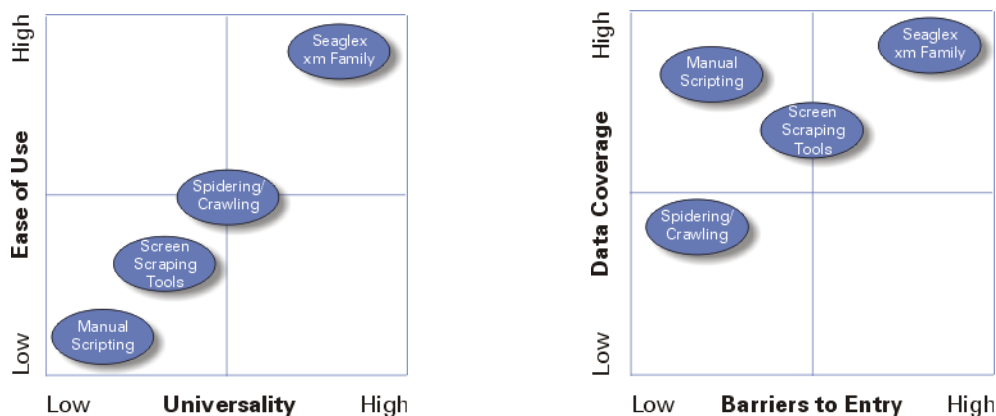 High
Ease of Use
Low
Seaglex
xm Family
Spidering/
Crawling
Screen
Scraping
Tools
Manual
Scripting
Low Universality High
High
Data Coverage
Low
Seaglex
xm Family
Manual
Scripting
Screen
Scraping
Tools
Spidering/
Crawling
Low Barriers to Entry High